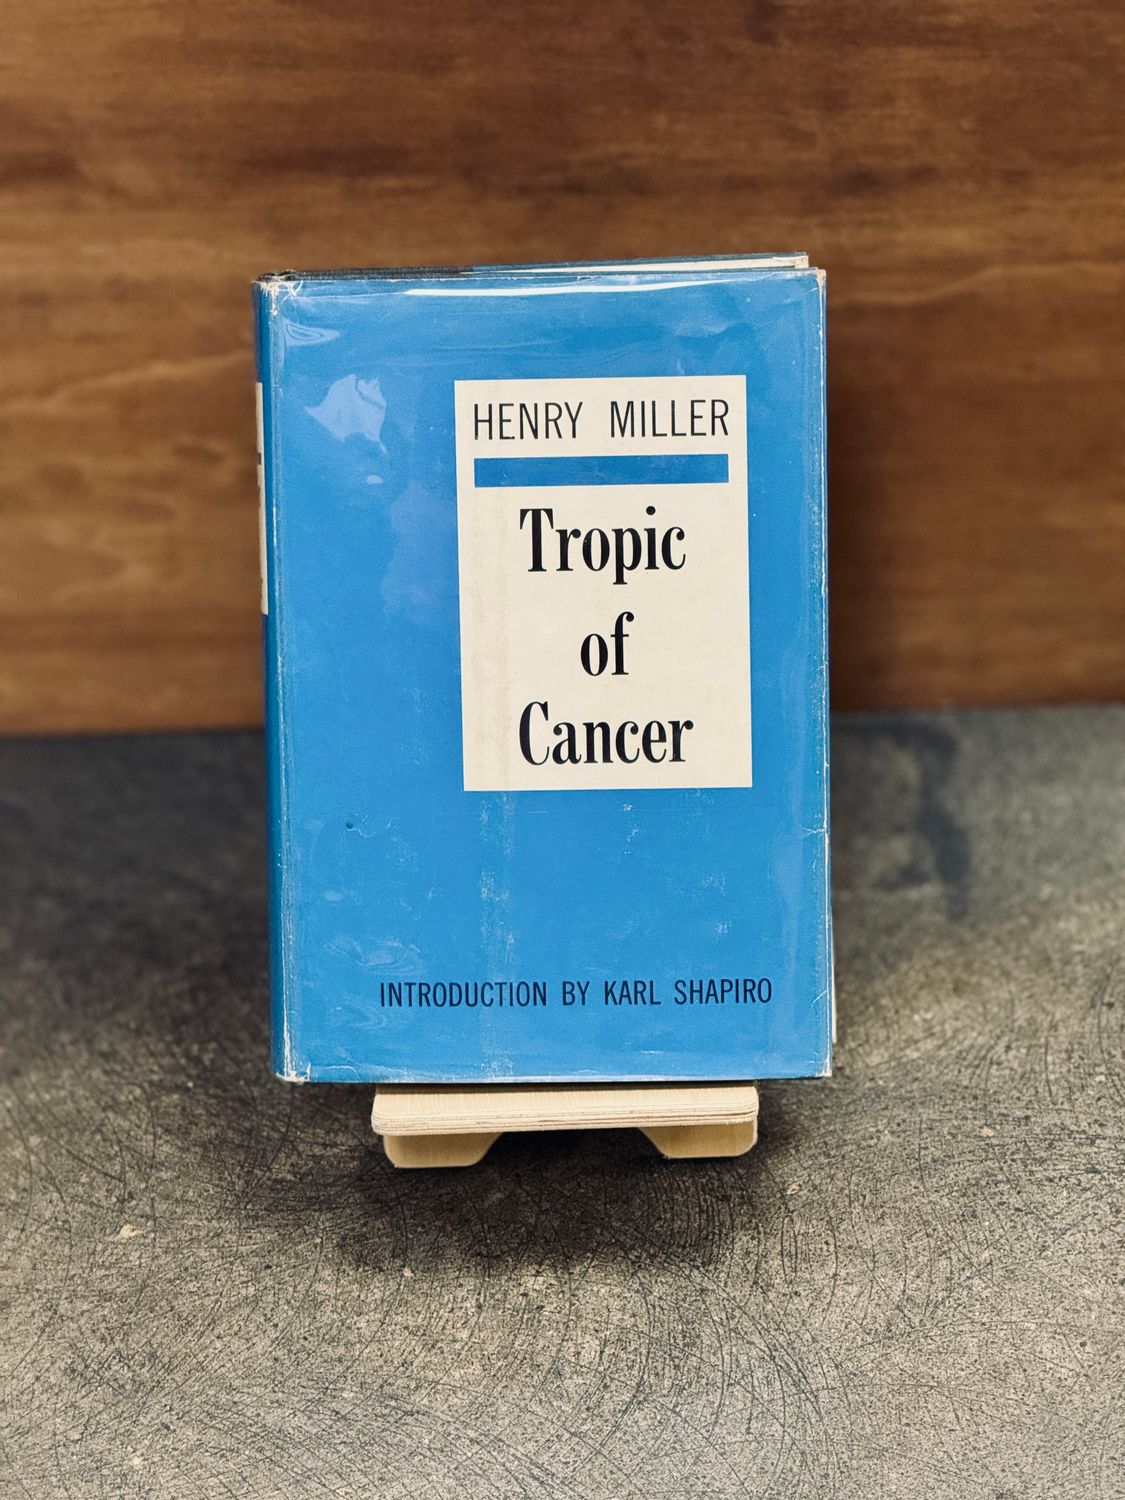 HENRY MILLER
Tropic
of
Cancer
INTRODUCTION BY KARL SHAPIRO